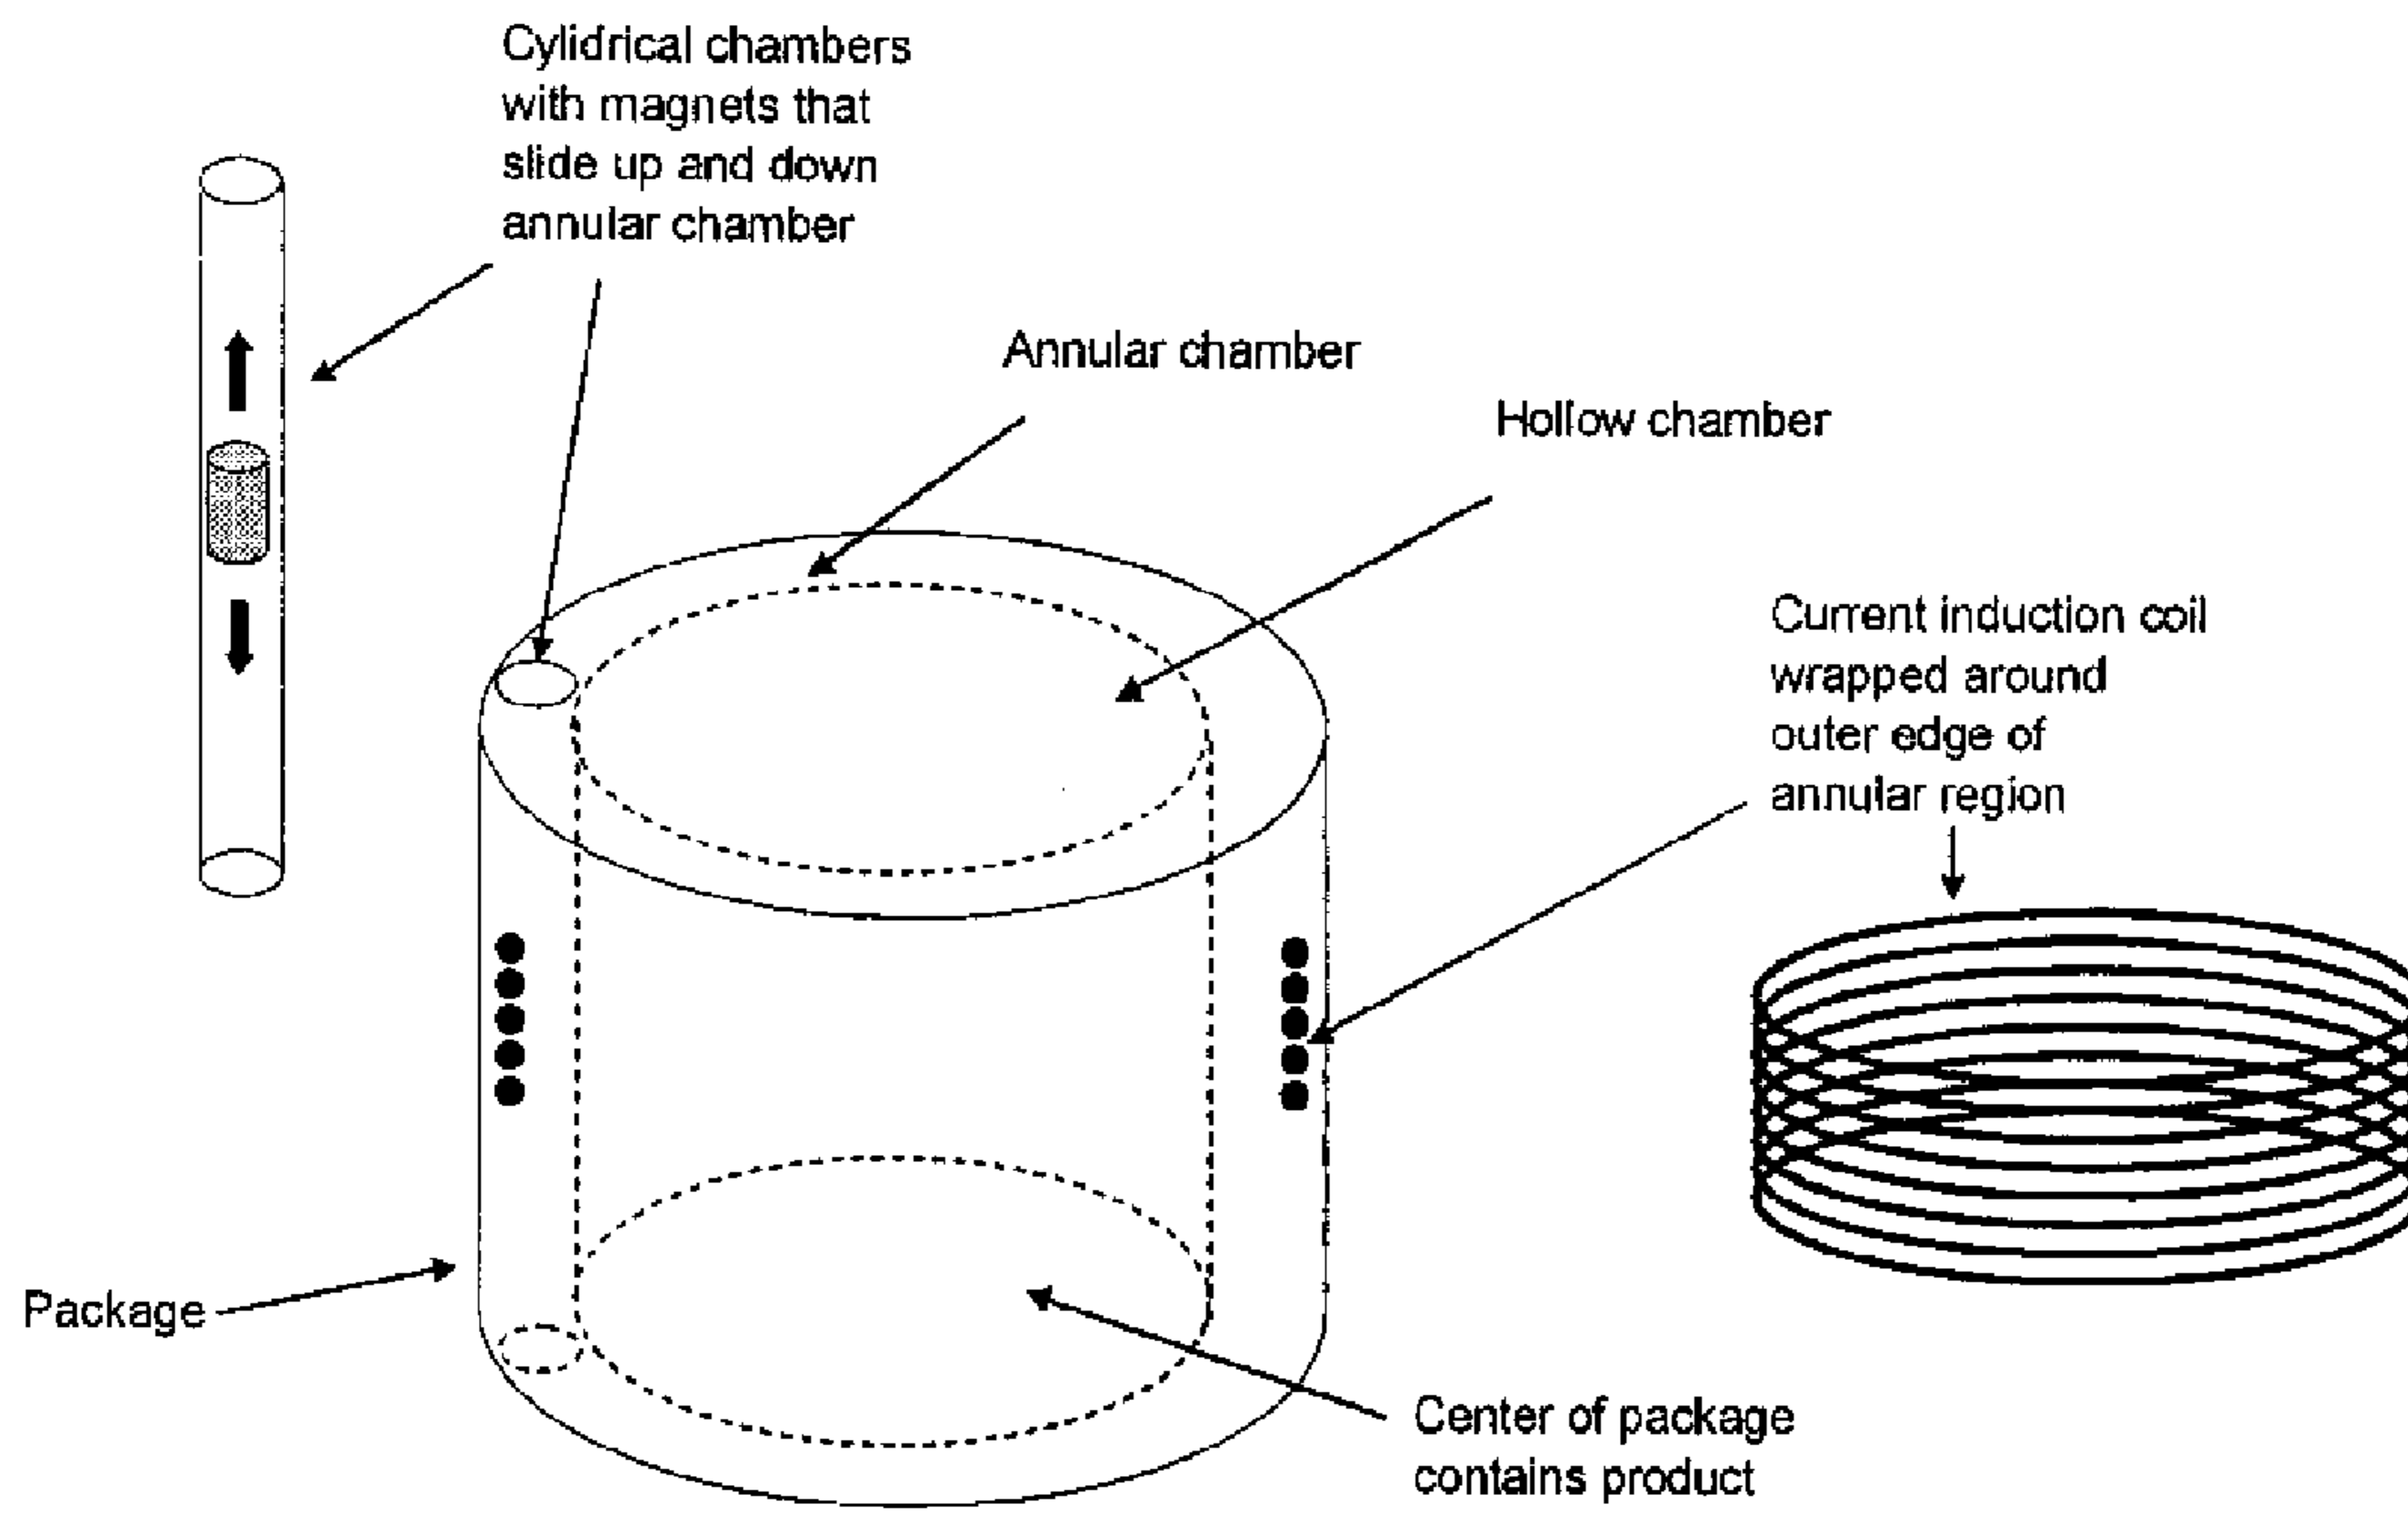 Cylidrical chambers
with magnets that
slide up and down
annular chamber
Annular chamber
Hollow chamber
Current induction coil
wrapped around
outer edge of
annular region
Package
Center of package
contains product